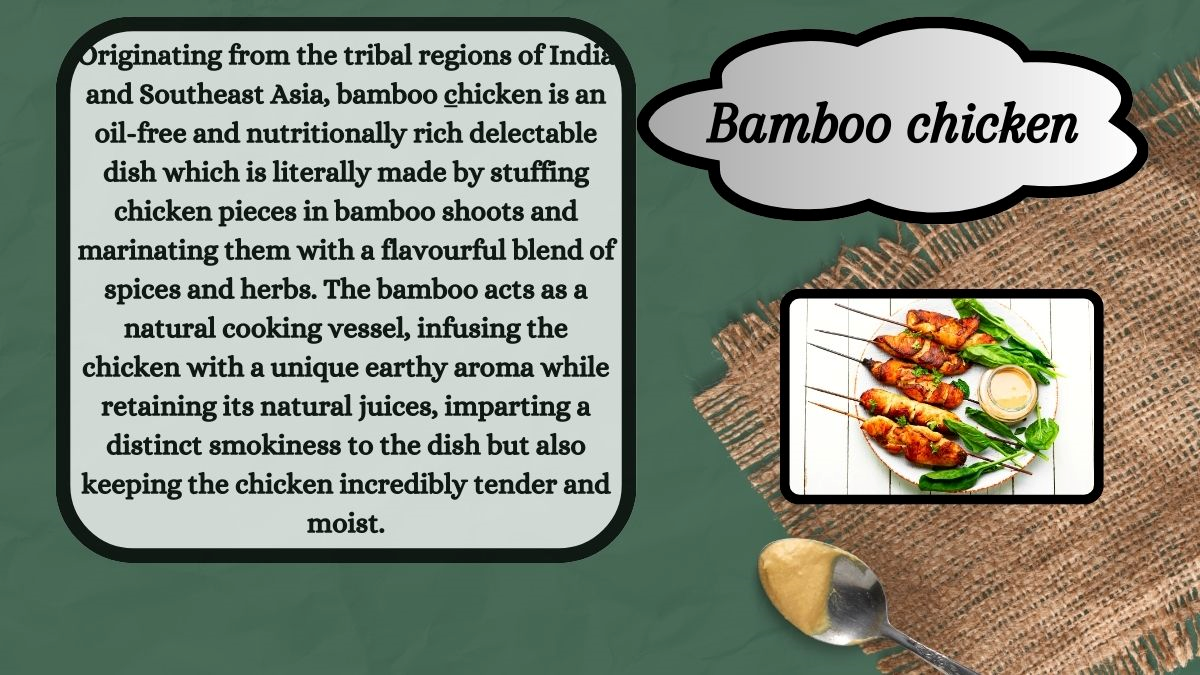 Originating from the tribal regions of India
and Southeast Asia, bamboo chicken is an
oil-free and nutritionally rich delectable
dish which is literally made by stuffing
chicken pieces in bamboo shoots and
marinating them with a flavourful blend of
spices and herbs. The bamboo acts as a
natural cooking vessel, infusing the
chicken with a unique earthy aroma while
retaining its natural juices, imparting a
distinct smokiness to the dish but also
keeping the chicken incredibly tender and
moist.
Bamboo chicken